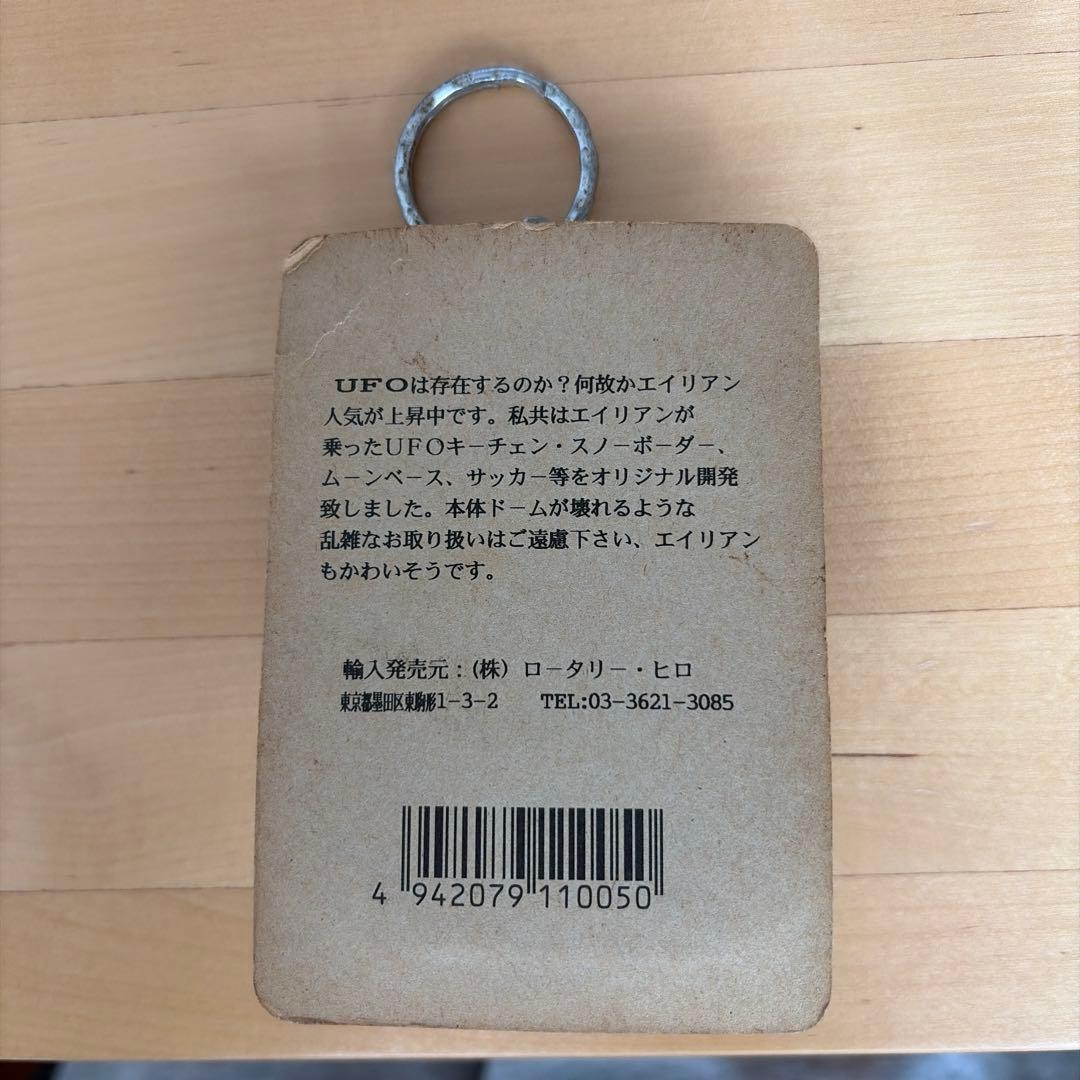 UFOは存在するのか？何故かエイリアン
人気が上昇中です。私共はエイリアンが
乗ったUFOキーチェン・スノーボーダー、
ムーンベース、サッカー等をオリジナル開発
致しました。本体ドームが壊れるような
乱雑なお取り扱いはご遠慮下さい、エイリアン
もかわいそうです。
輸入発売元：(株) ロータリー・ヒロ
東京都墨田区東駒形1-3-2 TEL:03-3621-3085
4 942079 110050